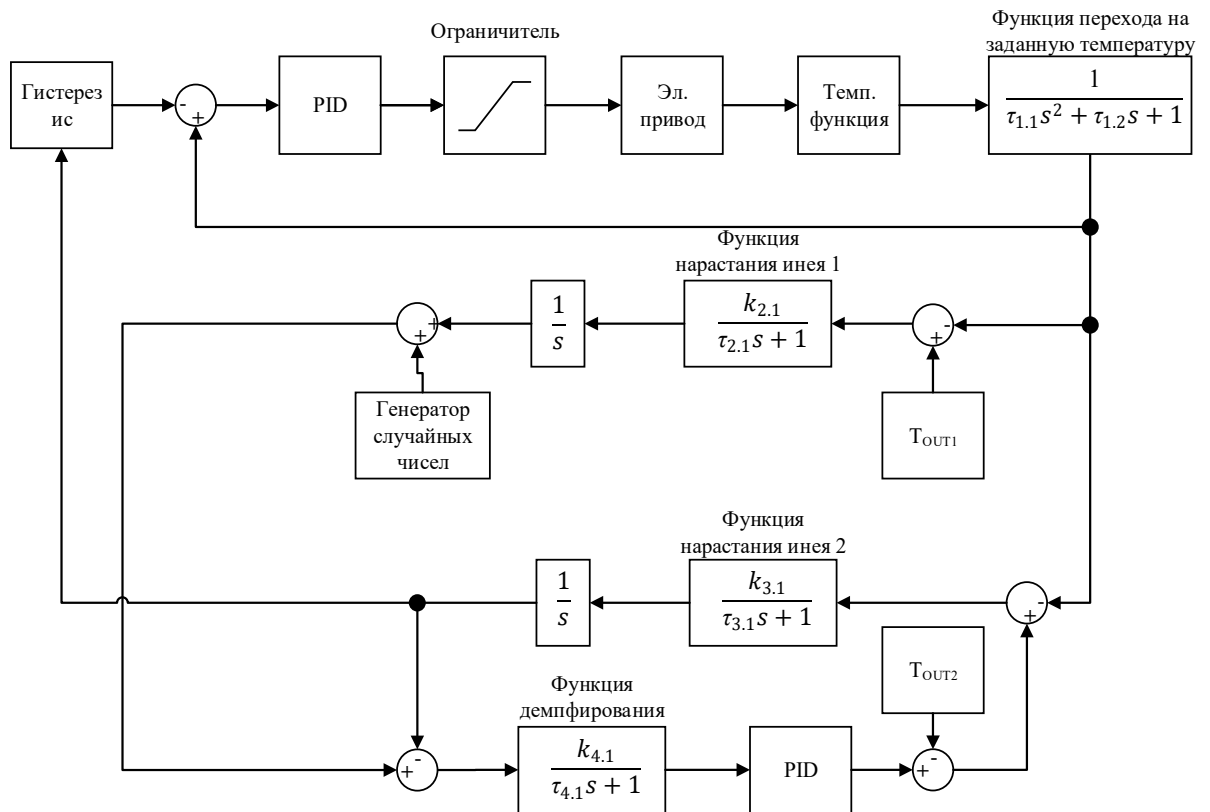 Функция перехода на
заданную температуру
Ограничитель
Гистерез
ис
-
+
PID
Эл.
привод
Темп.
функция
1
τ1.1s² + τ1.2s + 1
Функция
нарастания инея 1
+
+
1
s
k2.1
τ2.1s + 1
-
+
Генератор
случайных
чисел
TOUT1
Функция
нарастания инея 2
1
s
k3.1
τ3.1s + 1
-
+
TOUT2
Функция
демпфирования
-
+
k4.1
τ4.1s + 1
PID
-
+